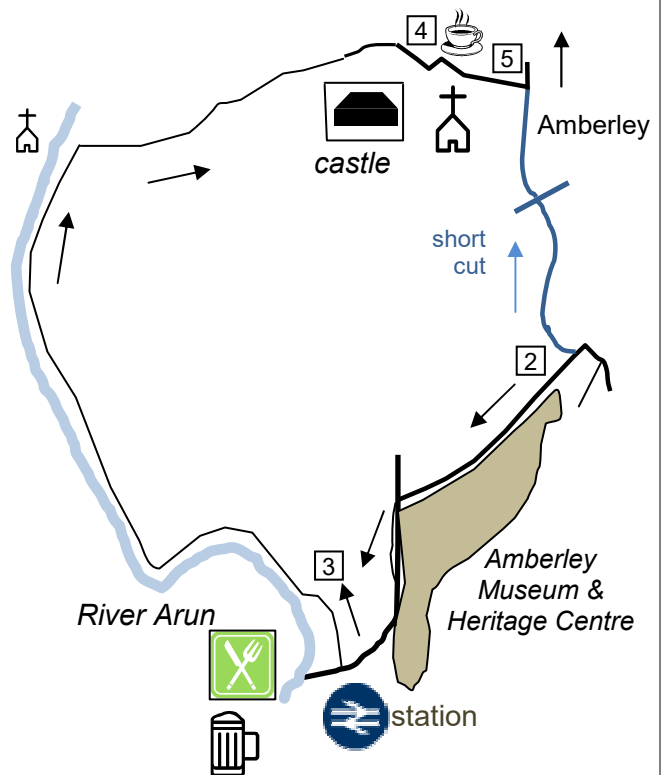 4
5
Amberley
castle
short
cut
2
3
Amberley
Museum &
Heritage Centre
River Arun
station